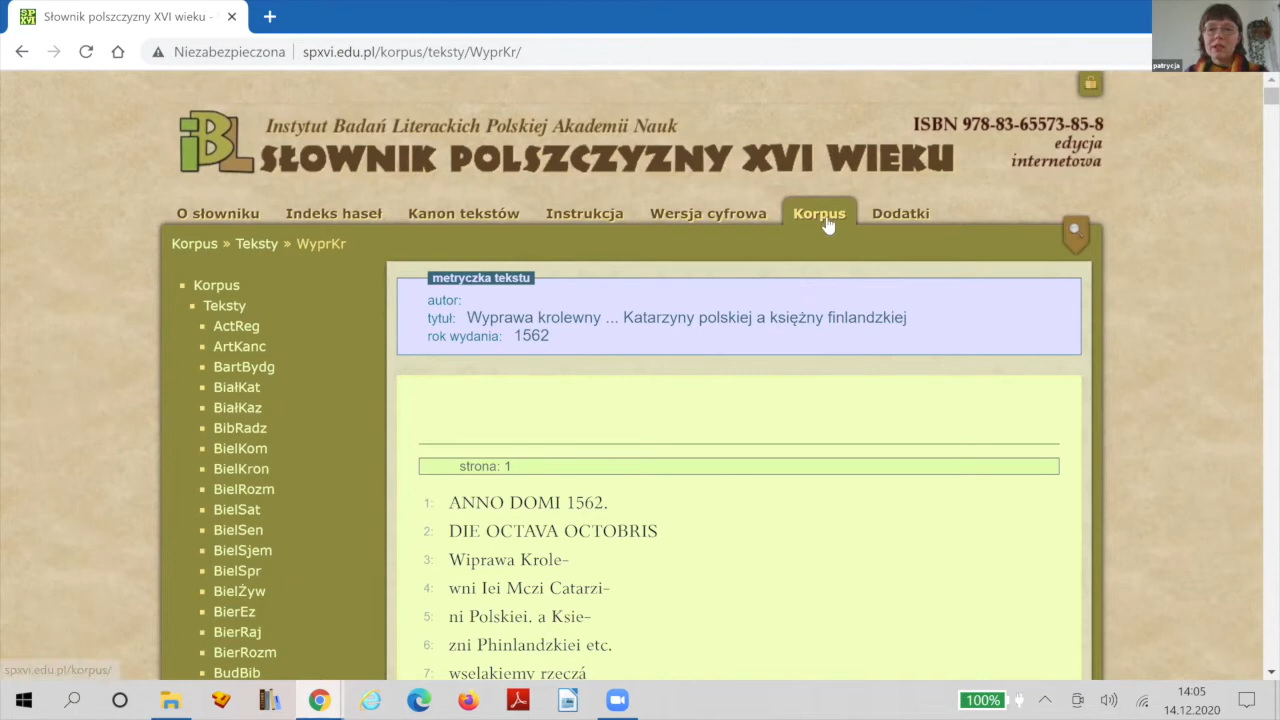 Słownik polszczyzny XVI wieku -
Niezabezpieczona
spxvi.edu.pl/korpus/teksty/WyprKr/
patrycja
iBL
Instytut Badań Literackich Polskiej Akademii Nauk
SŁOWNIK POLSZCZYZNY XVI WIEKU
ISBN 978-83-65573-85-8
edycja
internetowa
O słowniku Indeks haseł Kanon tekstów Instrukcja Wersja cyfrowa Korpus Dodatki
Korpus » Teksty » WyprKr
Korpus
Teksty
ActReg
ArtKanc
BartBydg
BiałKat
BiałKaz
BibRadz
BielKom
BielKron
BielRozm
BielSat
BielSen
BielSjem
BielSpr
BielŻyw
BierEz
BierRaj
BierRozm
BudBib
metryczka tekstu
autor:
tytuł: Wyprawa krolewny ... Katarzyny polskiej a księżny finlandzkiej
rok wydania: 1562
strona: 1
1: ANNO DOMI 1562.
2: DIE OCTAVA OCTOBRIS
3: Wiprawa Krole-
4: wni Iei Mczi Catarzi-
5: ni Polskiei, a Ksie-
6: zni Phinlandzkiei etc.
7: wselakiemy rzeczá
spxvi.edu.pl/korpus/
100%
14:05
14.12.2020